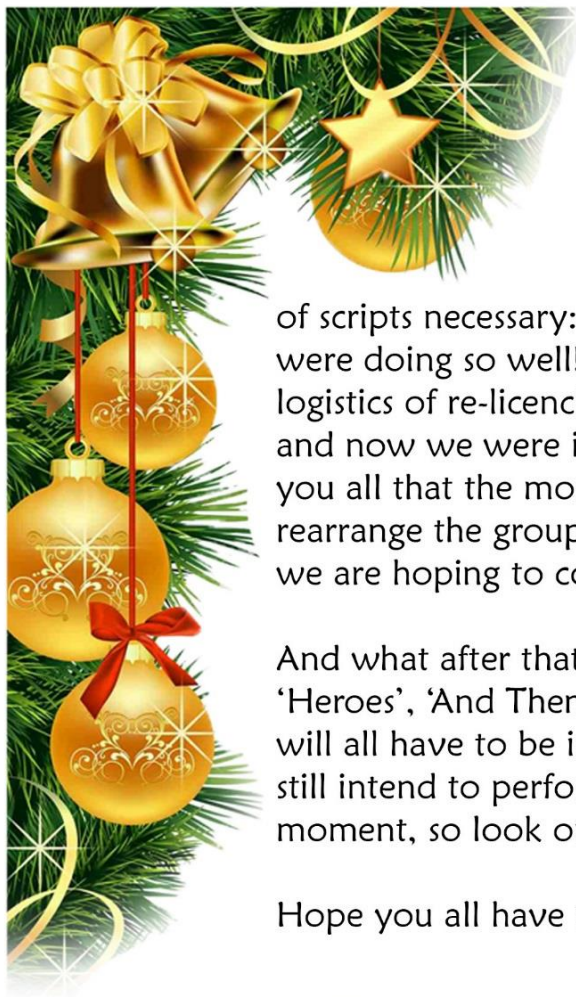 of scripts necessary:
were doing so well!
logistics of re-licenc
and now we were i
you all that the mo
rearrange the group
we are hoping to co

And what after that
‘Heroes’, ‘And Ther
will all have to be i
still intend to perfo
moment, so look o

Hope you all have